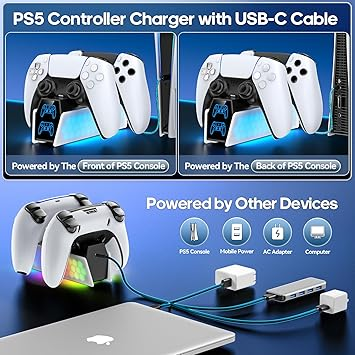 PS5 Controller Charger with USB-C Cable
Powered by The Front of PS5 Console
Powered by The Back of PS5 Console
Powered by Other Devices
PS5 Console Mobile Power AC Adapter Computer